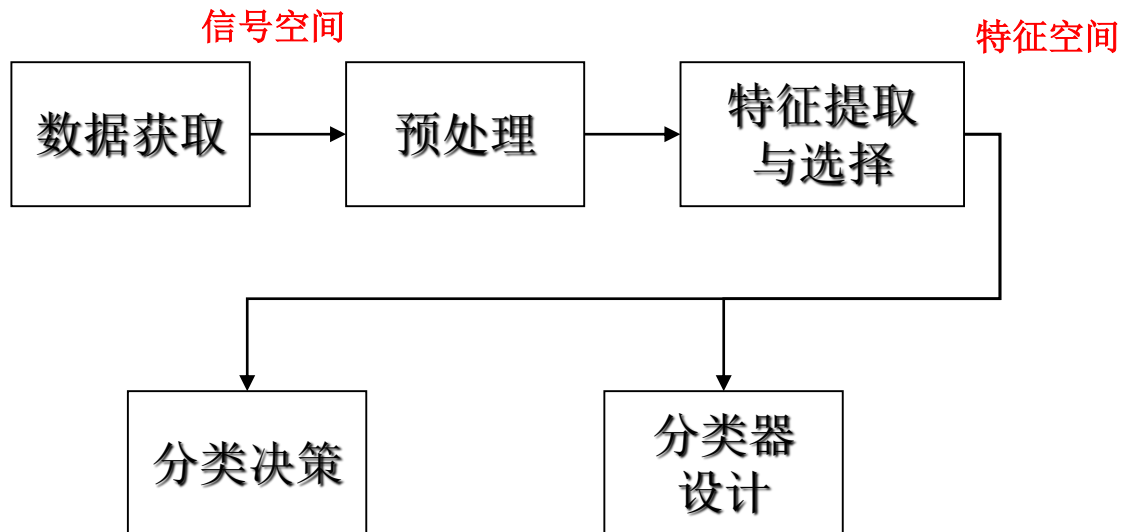 信号空间
特征空间
数据获取
预处理
特征提取
与选择
分类决策
分类器
设计